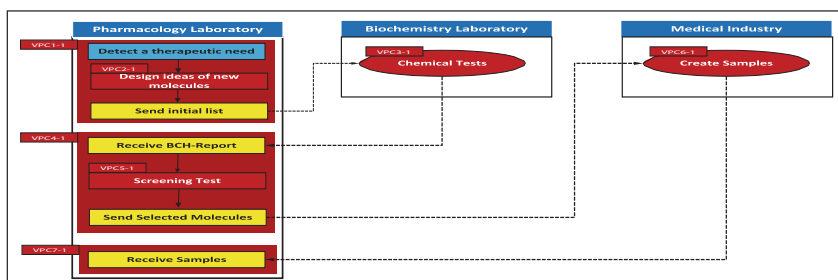 Pharmacology Laboratory
Biochemistry Laboratory
Medical Industry
VPC1-1
Detect a therapeutic need
VPC2-1
Design ideas of new
molecules
Send initial list
VPC3-1
Chemical Tests
VPC6-1
Create Samples
VPC4-1
Receive BCH-Report
VPC5-1
Screening Test
Send Selected Molecules
VPC7-1
Receive Samples